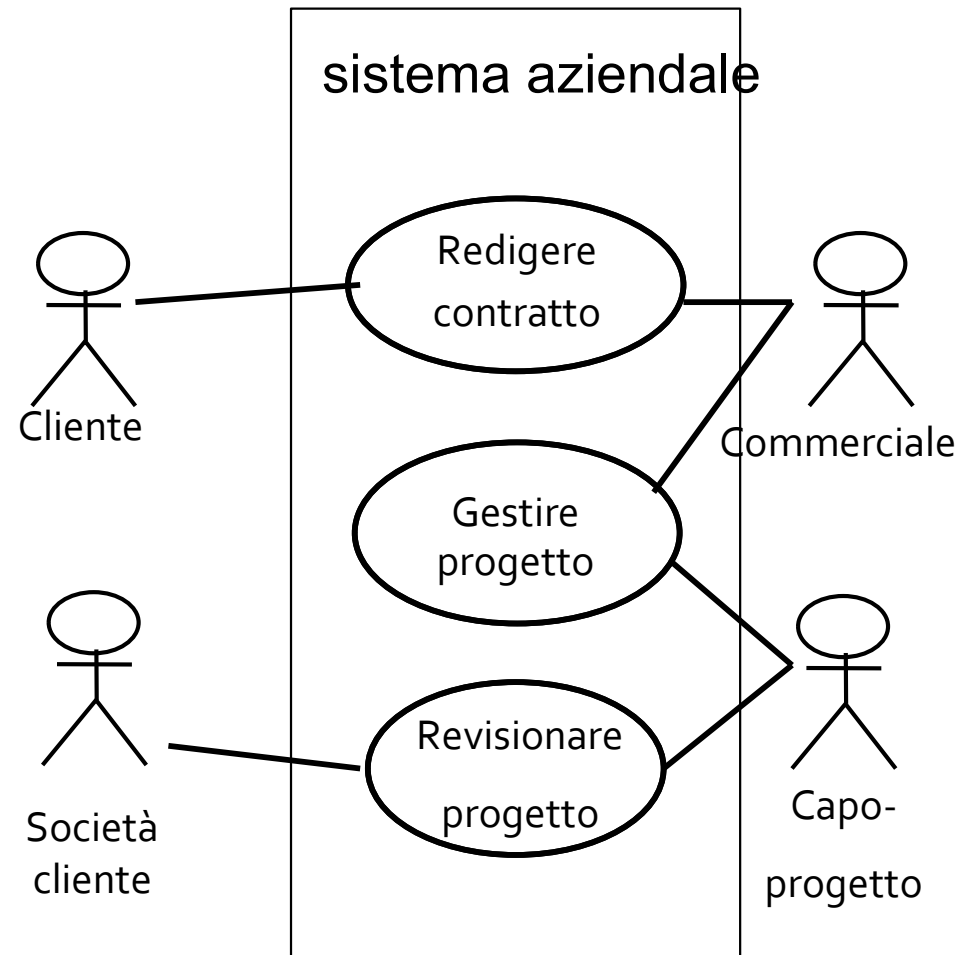 sistema aziendale
Redigere
contratto
Cliente
Commerciale
Gestire
progetto
Revisionare
progetto
Società
cliente
Capo-
progetto